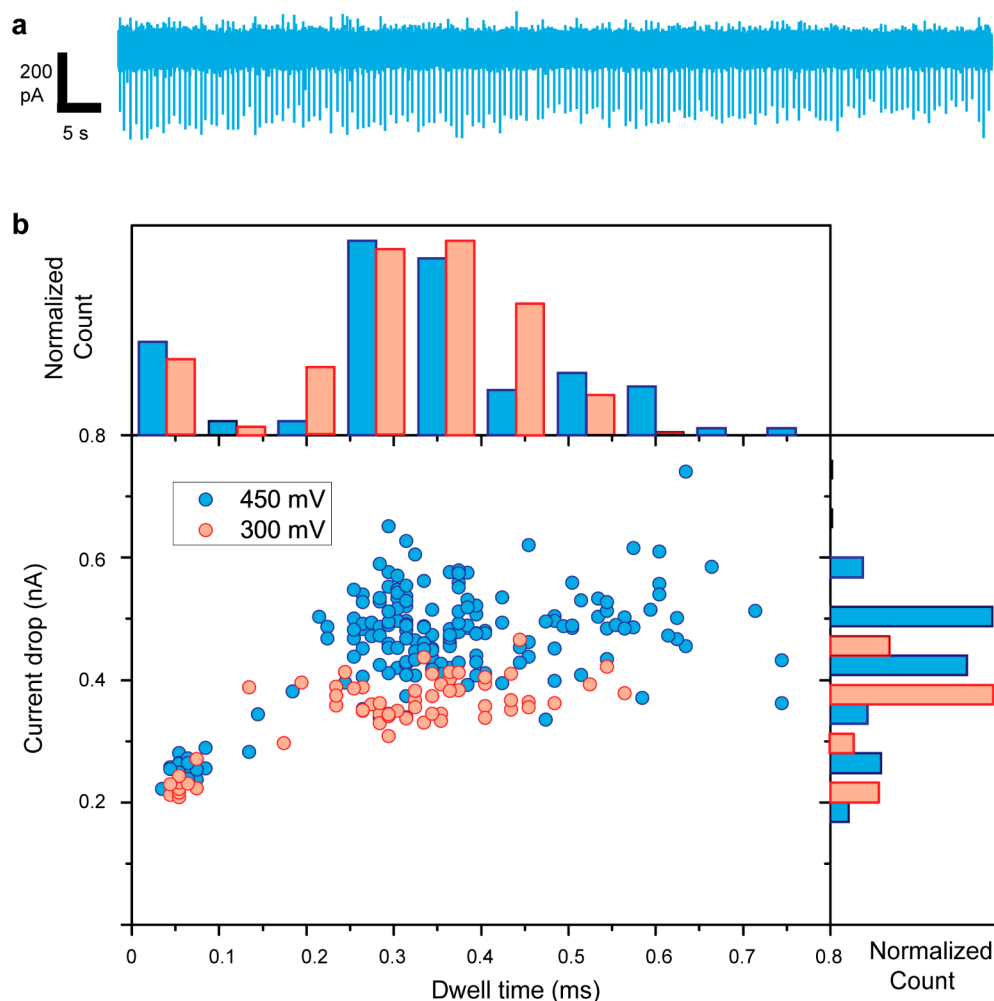 a
200
pA
5 s
b
Normalized
Count
0.8
450 mV
300 mV
0.6
0.4
0.2
Current drop (nA)
0 0.1 0.2 0.3 0.4 0.5 0.6 0.7 0.8
Dwell time (ms)
Normalized
Count